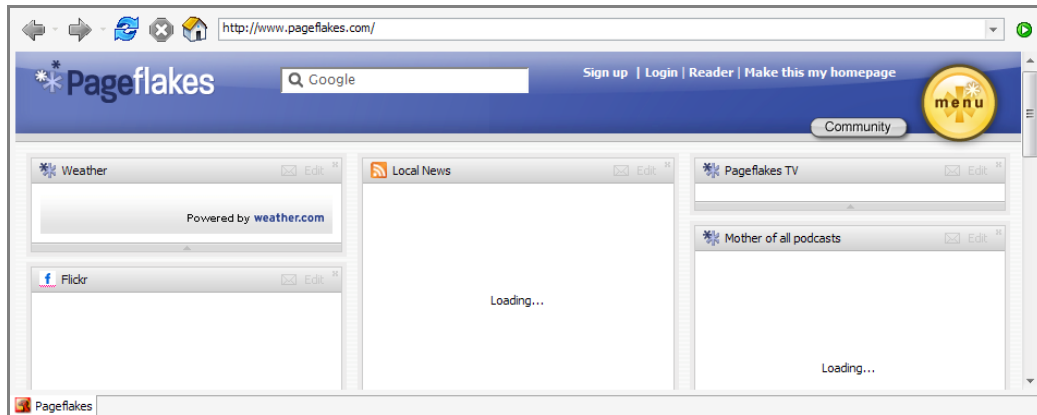 http://www.pageflakes.com/
Pageflakes
Google
Sign up | Login | Reader | Make this my homepage
menu
Community
Weather
Edit
Powered by weather.com
Flickr
Edit
Local News
Edit
Loading...
Pageflakes TV
Edit
Mother of all podcasts
Edit
Loading...
Pageflakes